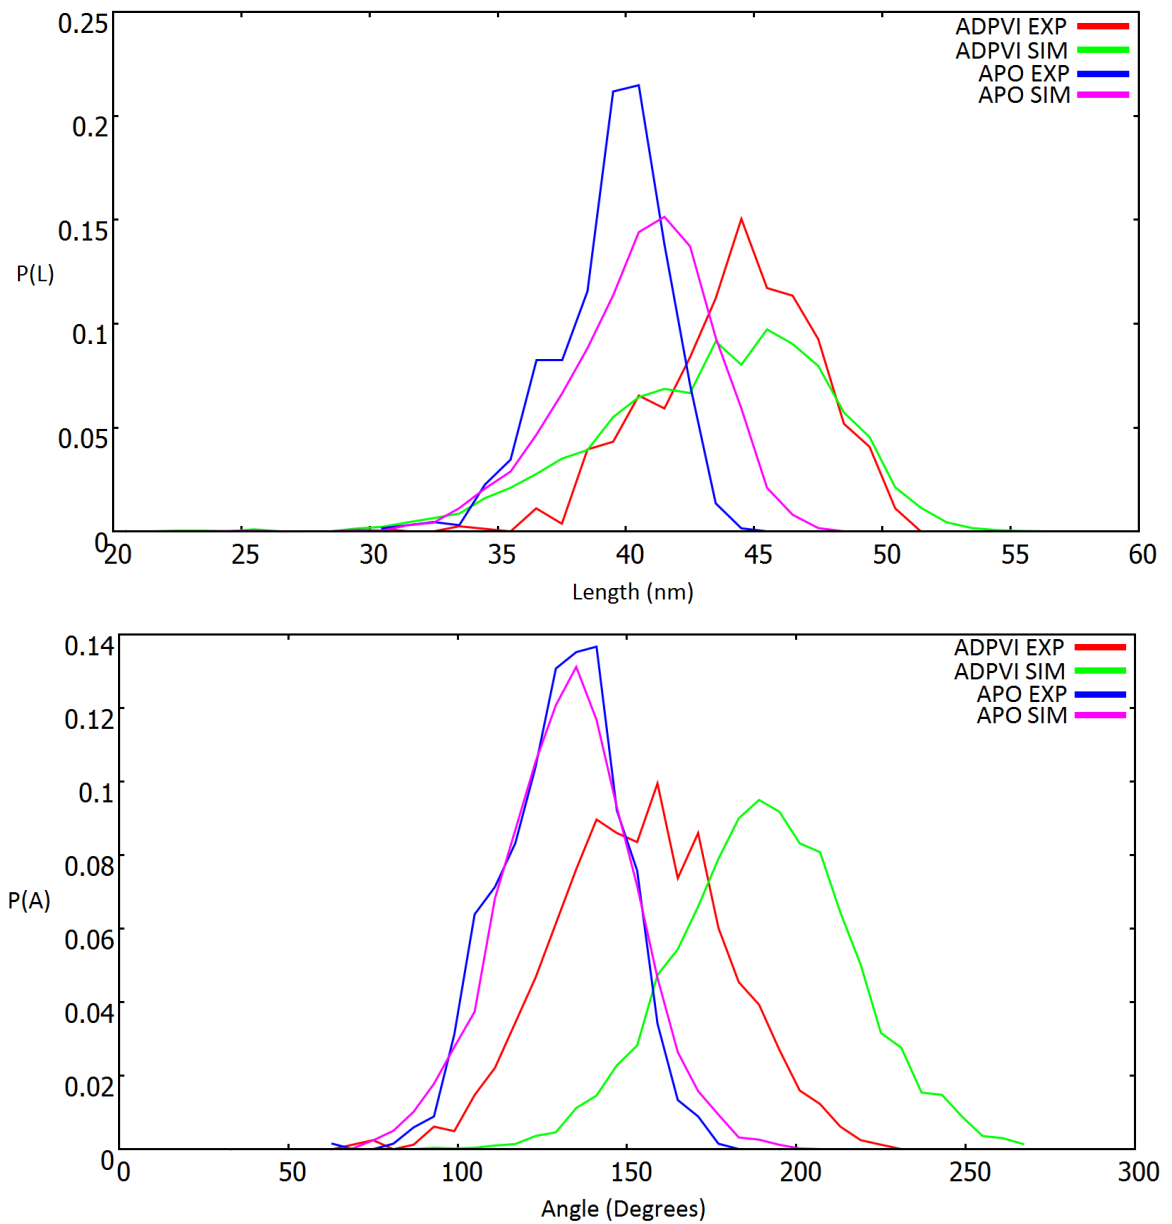 0.25
0.2
0.15
0.1
0.05
0
P(L)
ADPVI EXP
ADPVI SIM
APO EXP
APO SIM
20 25 30 35 40 45 50 55 60
Length (nm)
0.14
0.12
0.1
0.08
0.06
0.04
0.02
0
P(A)
ADPVI EXP
ADPVI SIM
APO EXP
APO SIM
0 50 100 150 200 250 300
Angle (Degrees)